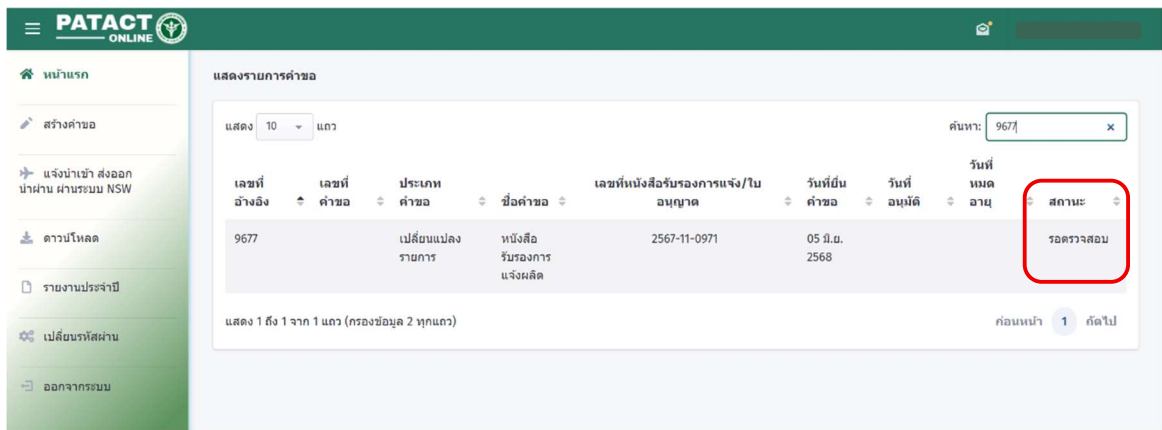 PATACT
ONLINE
หน้าแรก
สร้างคำขอ
แจ้งนำเข้า ส่งออก
นำผ่าน ผ่านระบบ NSW
ดาวน์โหลด
รายงานประจำปี
เปลี่ยนรหัสผ่าน
ออกจากระบบ
แสดงรายการคำขอ
แสดง 10 แถว
ค้นหา: 9677
เลขที่
อ้างอิง
เลขที่
คำขอ
ประเภท
คำขอ
ชื่อคำขอ
เลขที่หนังสือรับรองการแจ้ง/ใบ
อนุญาต
วันที่ยื่น
คำขอ
วันที่
อนุมัติ
วันที่
หมด
อายุ
สถานะ
9677
เปลี่ยนแปลง
รายการ
หนังสือ
รับรองการ
แจ้งผลิต
2567-11-0971
05 มิ.ย.
2568
รอตรวจสอบ
แสดง 1 ถึง 1 จาก 1 แถว (กรองข้อมูล 2 ทุกแถว)
ก่อนหน้า 1 ถัดไป